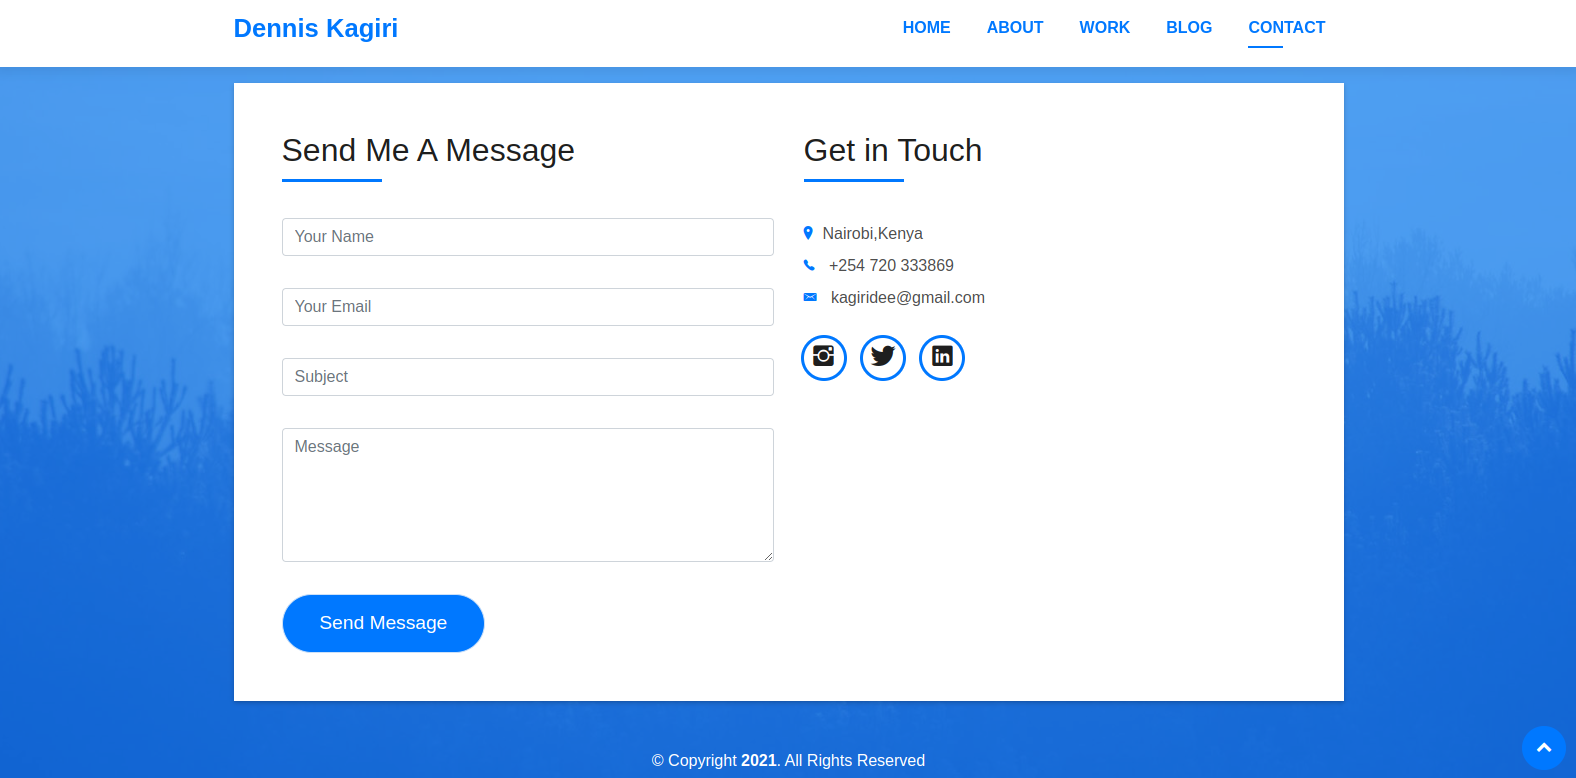 Dennis Kagiri
HOME ABOUT WORK BLOG CONTACT
Send Me A Message
Your Name
Your Email
Subject
Message
Send Message
Get in Touch
Nairobi,Kenya
+254 720 333869
kagiridee@gmail.com
in
© Copyright 2021. All Rights Reserved